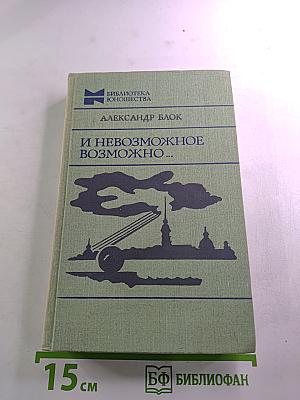 БИБЛИОТЕКА
ЮНОШЕСТВА
АЛЕКСАНДР БЛОК
И НЕВОЗМОЖНОЕ
ВОЗМОЖНО...
15 см
БФ БИБЛИОФАН